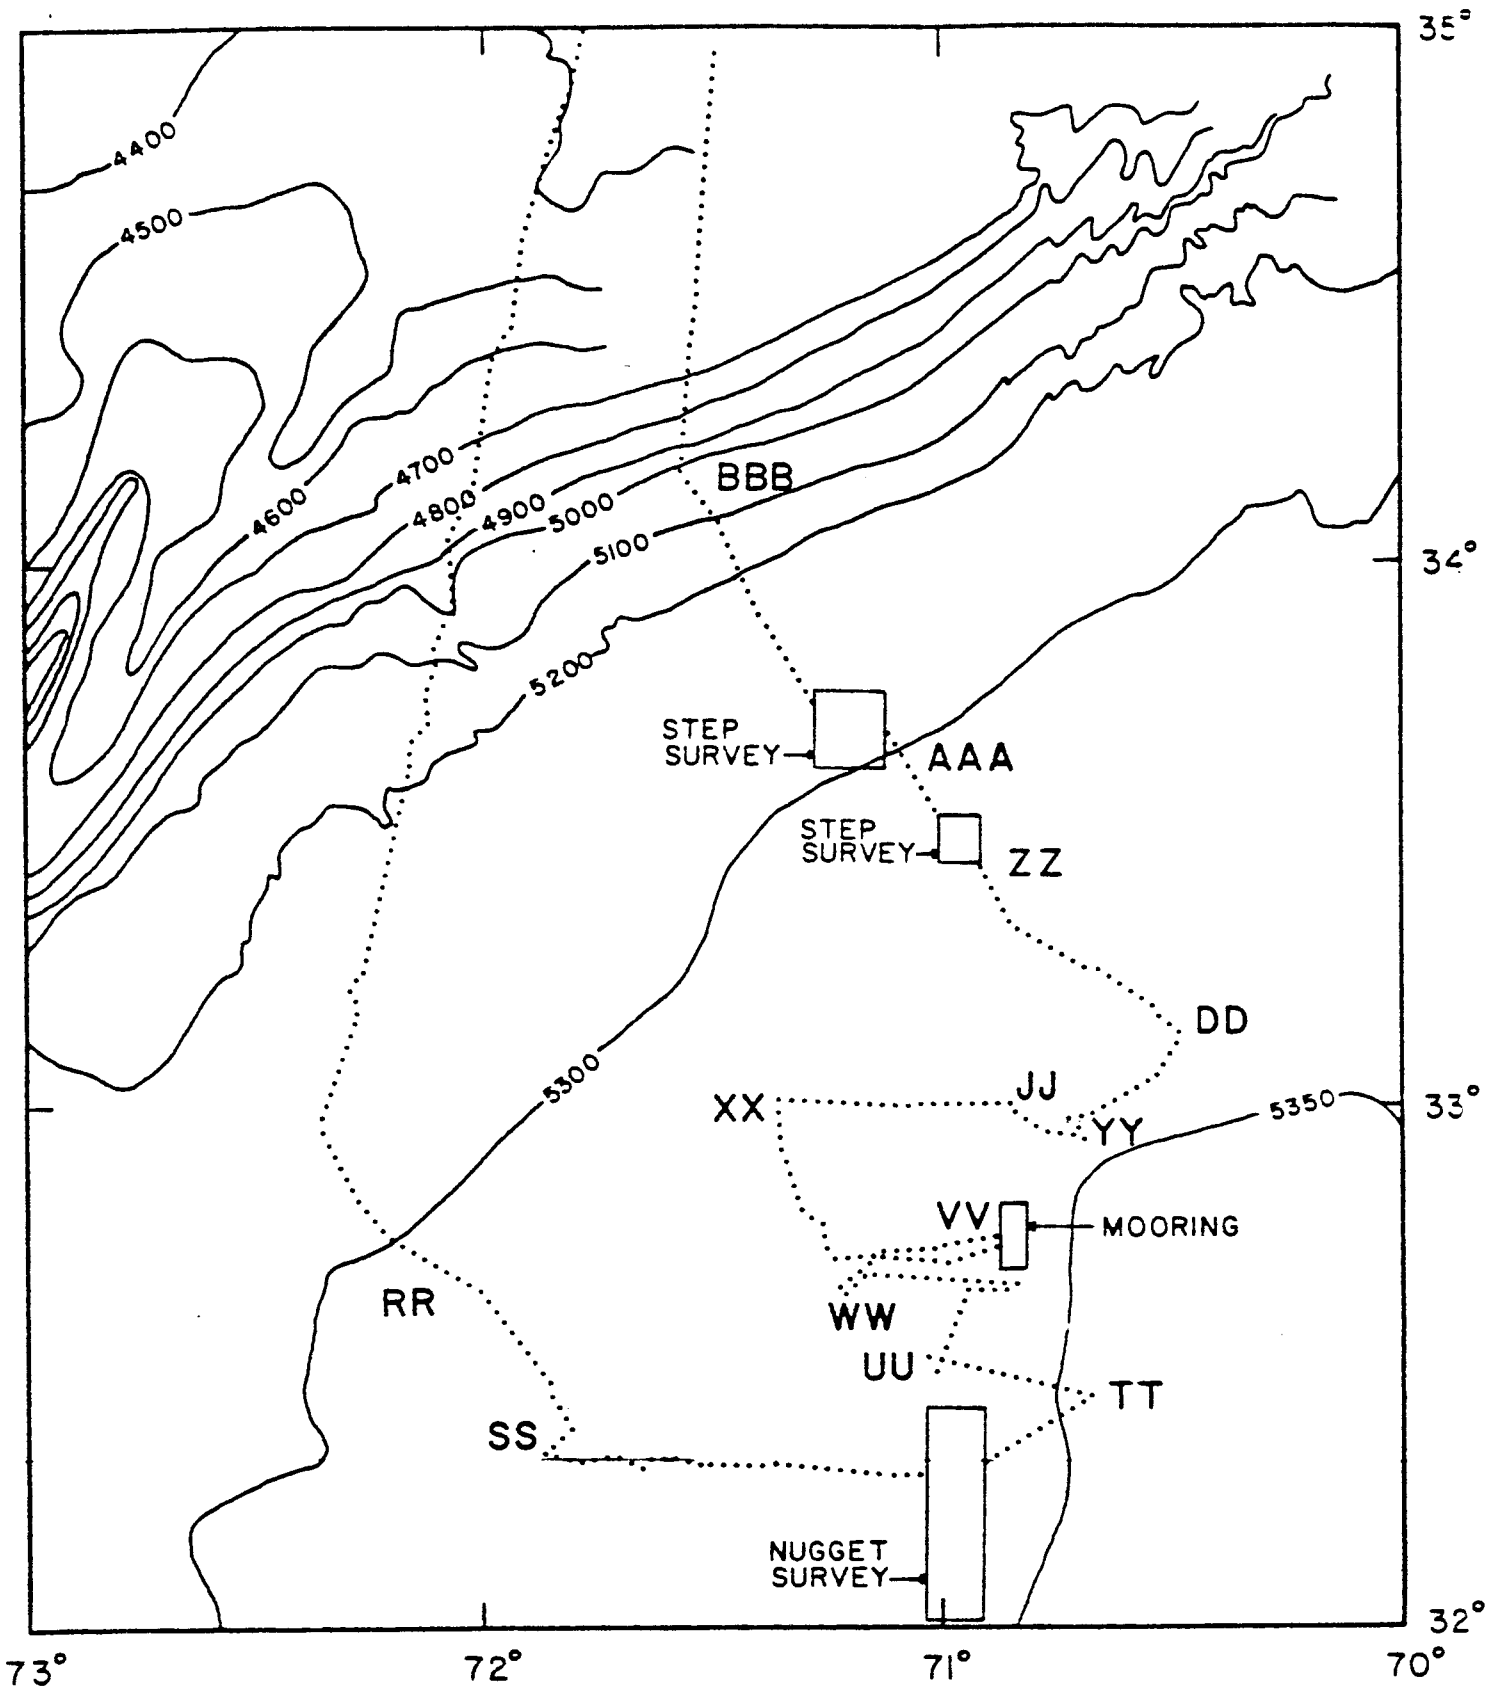 35°
4400
4500
4700
BBB
4800
4900
5000
4600
5100
34°
5200
STEP
SURVEY
AAA
STEP
SURVEY
ZZ
DD
5300
JJ
XX
5350
33°
YY
VV
MOORING
RR
WW
UU
TT
SS
NUGGET
SURVEY
32°
73°
72°
71°
70°